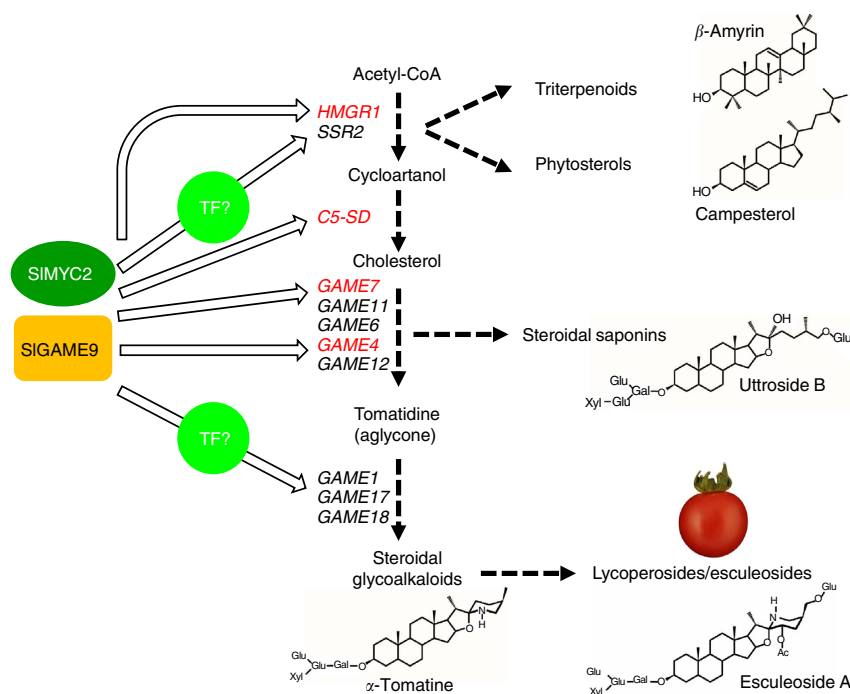 β-Amyrin
HO
Acetyl-CoA
HMGR1
SSR2
Triterpenoids
Phytosterols
HO
Campesterol
Cycloartanol
TF?
C5-SD
SlMYC2
Cholesterol
GAME7
GAME11
GAME6
GAME4
GAME12
SlGAME9
Steroidal saponins
OH
O
OGlu
Glu
Gal
O
Xyl
Glu
Uttroside B
Tomatidine
(aglycone)
TF?
GAME1
GAME17
GAME18
Steroidal
glycoalkaloids
Lycoperosides/esculeosides
N
H
O
Glu
Glu
Gal
O
Xyl
α-Tomatine
H
N
O
Glu
O
O
Ac
Glu
Glu
Gal
O
Xyl
Esculeoside A